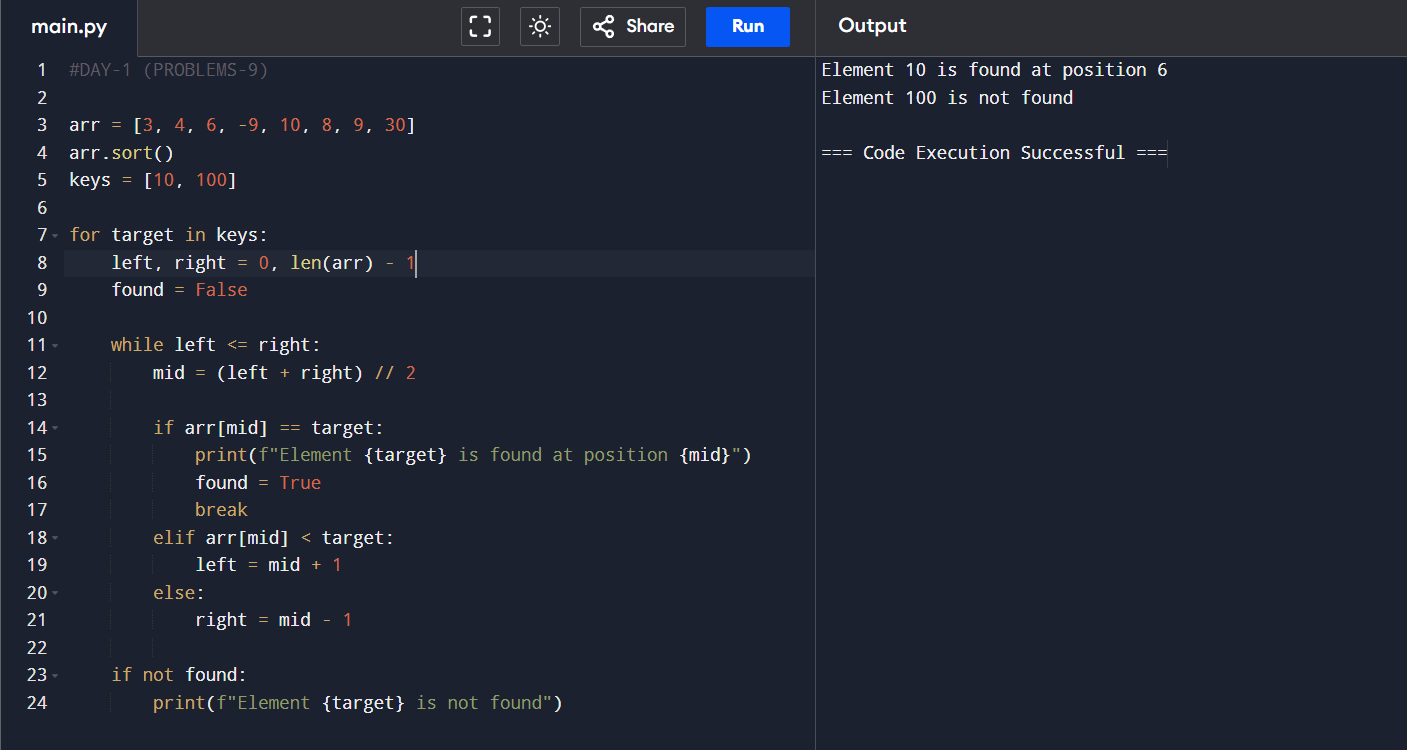 main.py
Share
Run
Output
1 #DAY-1 (PROBLEMS-9)
2
3 arr = [3, 4, 6, -9, 10, 8, 9, 30]
4 arr.sort()
5 keys = [10, 100]
6
7 for target in keys:
8     left, right = 0, len(arr) - 1
9     found = False
10
11     while left <= right:
12         mid = (left + right) // 2
13
14         if arr[mid] == target:
15             print(f"Element {target} is found at position {mid}")
16             found = True
17             break
18         elif arr[mid] < target:
19             left = mid + 1
20         else:
21             right = mid - 1
22
23     if not found:
24         print(f"Element {target} is not found")
Element 10 is found at position 6
Element 100 is not found
=== Code Execution Successful ===